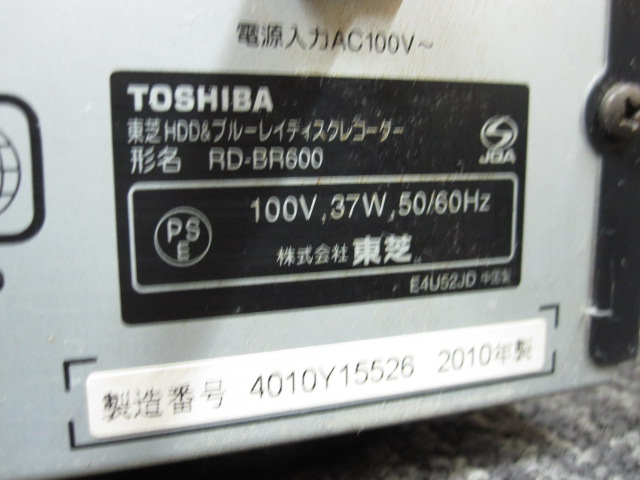 電源入力AC100V～
TOSHIBA
東芝HDD&ブルーレイディスクレコーダー
形名 RD-BR600
JQA
100V,37W,50/60Hz
PS
E
株式会社 東芝
E4U52JD 中国製
製造番号 4010Y15526 2010年製